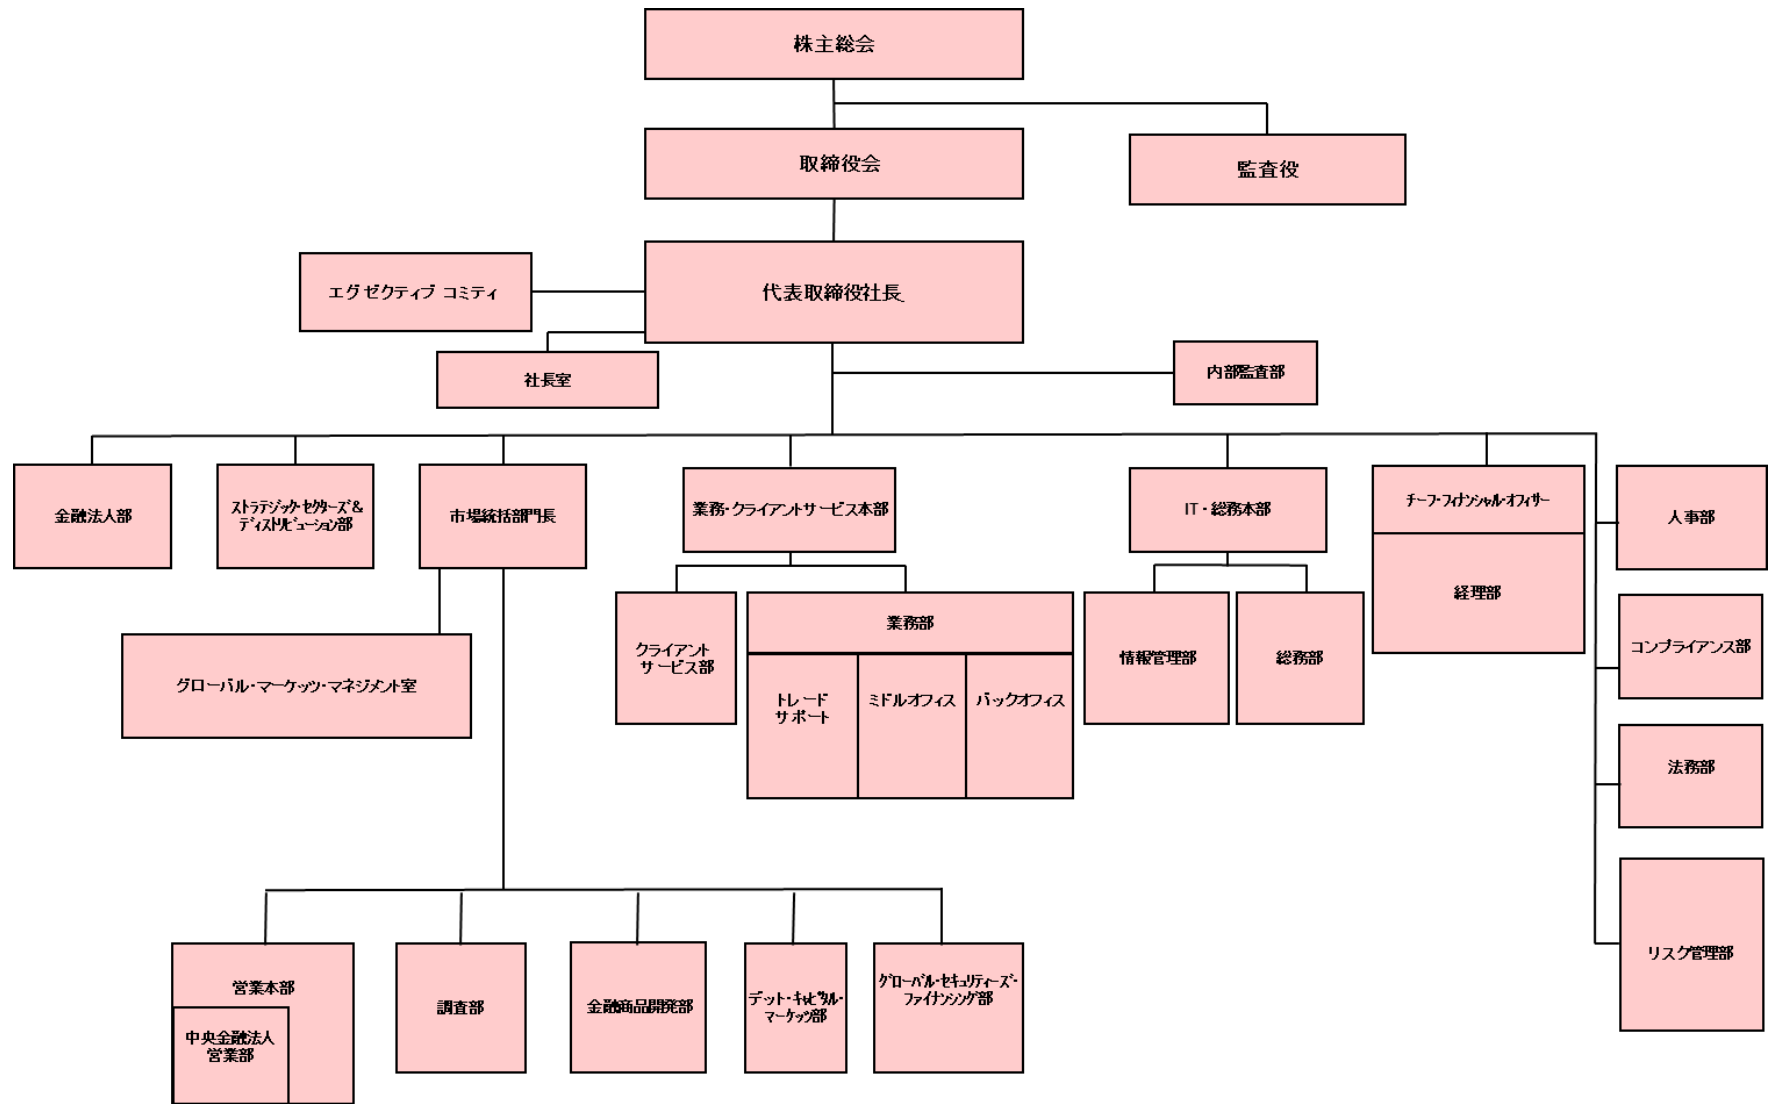 株主総会
取締役会
監査役
エグゼクティブ コミティ
代表取締役社長
社長室
内部監査部
金融法人部
ストラテジック・セクターズ&
ディストリビューション部
市場統括部門長
業務・クライアントサービス本部
IT・総務本部
チーフ・フィナンシャル・オフィサー
経理部
人事部
コンプライアンス部
法務部
リスク管理部
グローバル・マーケッツ・マネジメント室
クライアント
サービス部
業務部
トレード
サポート
ミドルオフィス
バックオフィス
情報管理部
総務部
営業本部
中央金融法人
営業部
調査部
金融商品開発部
デット・キャピタル・
マーケッツ部
グローバル・セキュリティーズ・
ファイナンシング部